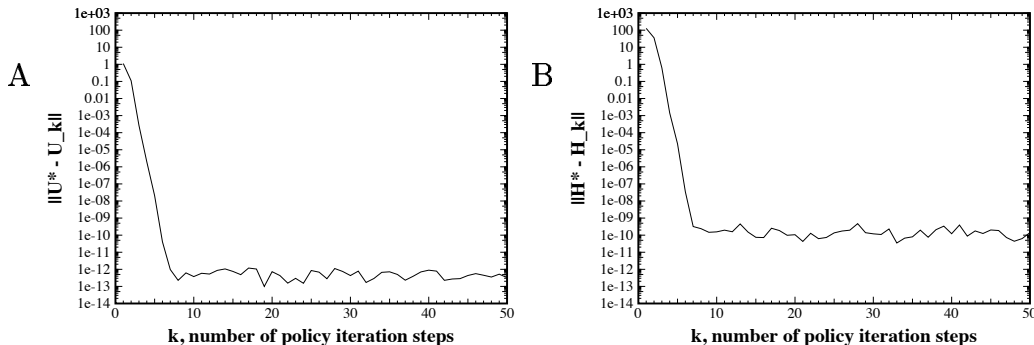 A
||U* - U_k||
1e+03
100
10
1
0.1
0.01
1e-03
1e-04
1e-05
1e-06
1e-07
1e-08
1e-09
1e-10
1e-11
1e-12
1e-13
1e-14
0 10 20 30 40 50
k, number of policy iteration steps
B
||H* - H_k||
1e+03
100
10
1
0.1
0.01
1e-03
1e-04
1e-05
1e-06
1e-07
1e-08
1e-09
1e-10
1e-11
1e-12
1e-13
1e-14
0 10 20 30 40 50
k, number of policy iteration steps